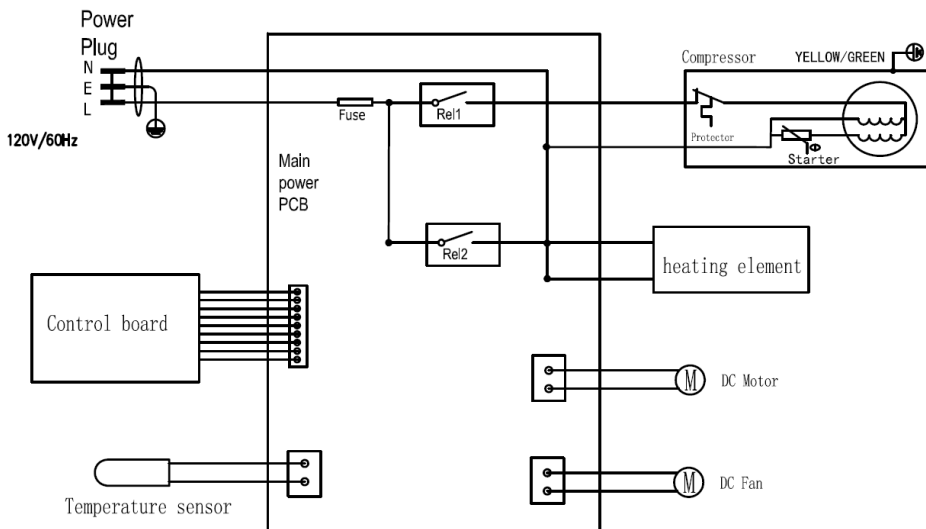 Power
Plug
N
E
L
120V/60Hz
Fuse
Rel1
Main
power
PCB
Rel2
Compressor
YELLOW/GREEN
Protector
Starter
heating element
Control board
M
DC Motor
Temperature sensor
M
DC Fan